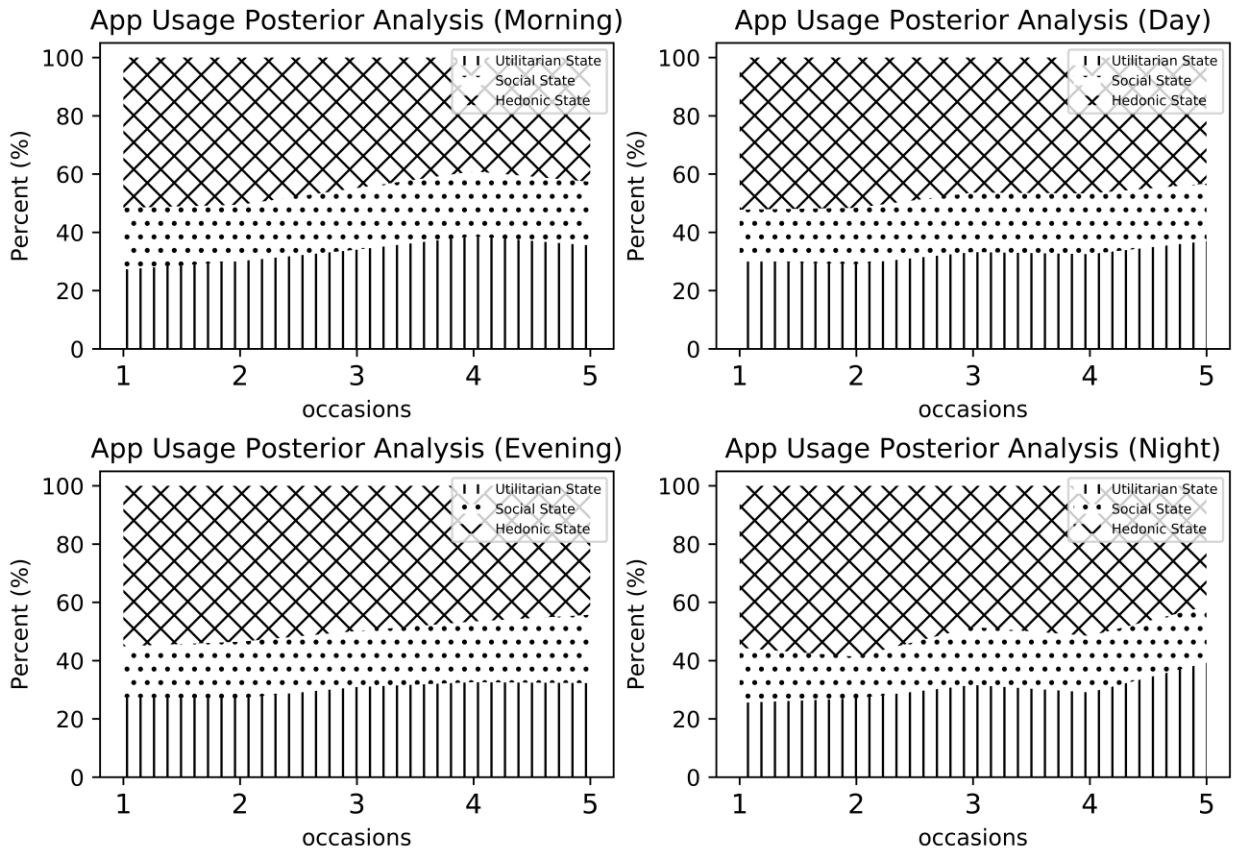 App Usage Posterior Analysis (Morning)
Percent (%)
100
80
60
40
20
0
Utilitarian State
Social State
Hedonic State
1 2 3 4 5
occasions
App Usage Posterior Analysis (Day)
Percent (%)
100
80
60
40
20
0
Utilitarian State
Social State
Hedonic State
1 2 3 4 5
occasions
App Usage Posterior Analysis (Evening)
Percent (%)
100
80
60
40
20
0
Utilitarian State
Social State
Hedonic State
1 2 3 4 5
occasions
App Usage Posterior Analysis (Night)
Percent (%)
100
80
60
40
20
0
Utilitarian State
Social State
Hedonic State
1 2 3 4 5
occasions